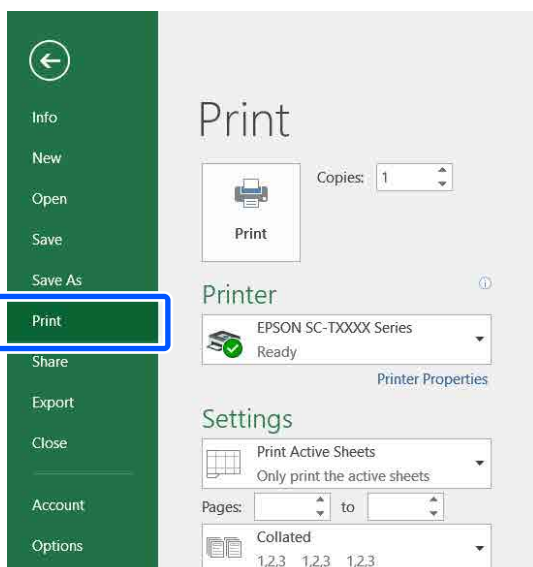 Info
New
Open
Save
Save As
Print
Share
Export
Close
Account
Options
Print
Copies: 1
Print
Printer
EPSON SC-TXXXX Series
Ready
Printer Properties
Settings
Print Active Sheets
Only print the active sheets
Pages: to
Collated
1,2,3 1,2,3 1,2,3